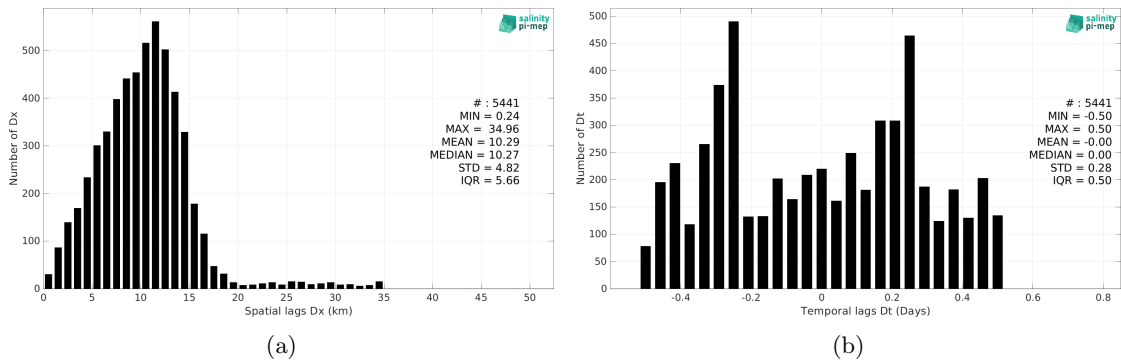 salinity
pi-mep
Number of Dx
500
400
300
200
100
0
# : 5441
MIN = 0.24
MAX = 34.96
MEAN = 10.29
MEDIAN = 10.27
STD = 4.82
IQR = 5.66
0 5 10 15 20 25 30 35 40 45 50
Spatial lags Dx (km)
(a)
salinity
pi-mep
Number of Dt
500
450
400
350
300
250
200
150
100
50
0
# : 5441
MIN = -0.50
MAX = 0.50
MEAN = -0.00
MEDIAN = 0.00
STD = 0.28
IQR = 0.50
-0.4 -0.2 0 0.2 0.4 0.6 0.8
Temporal lags Dt (Days)
(b)